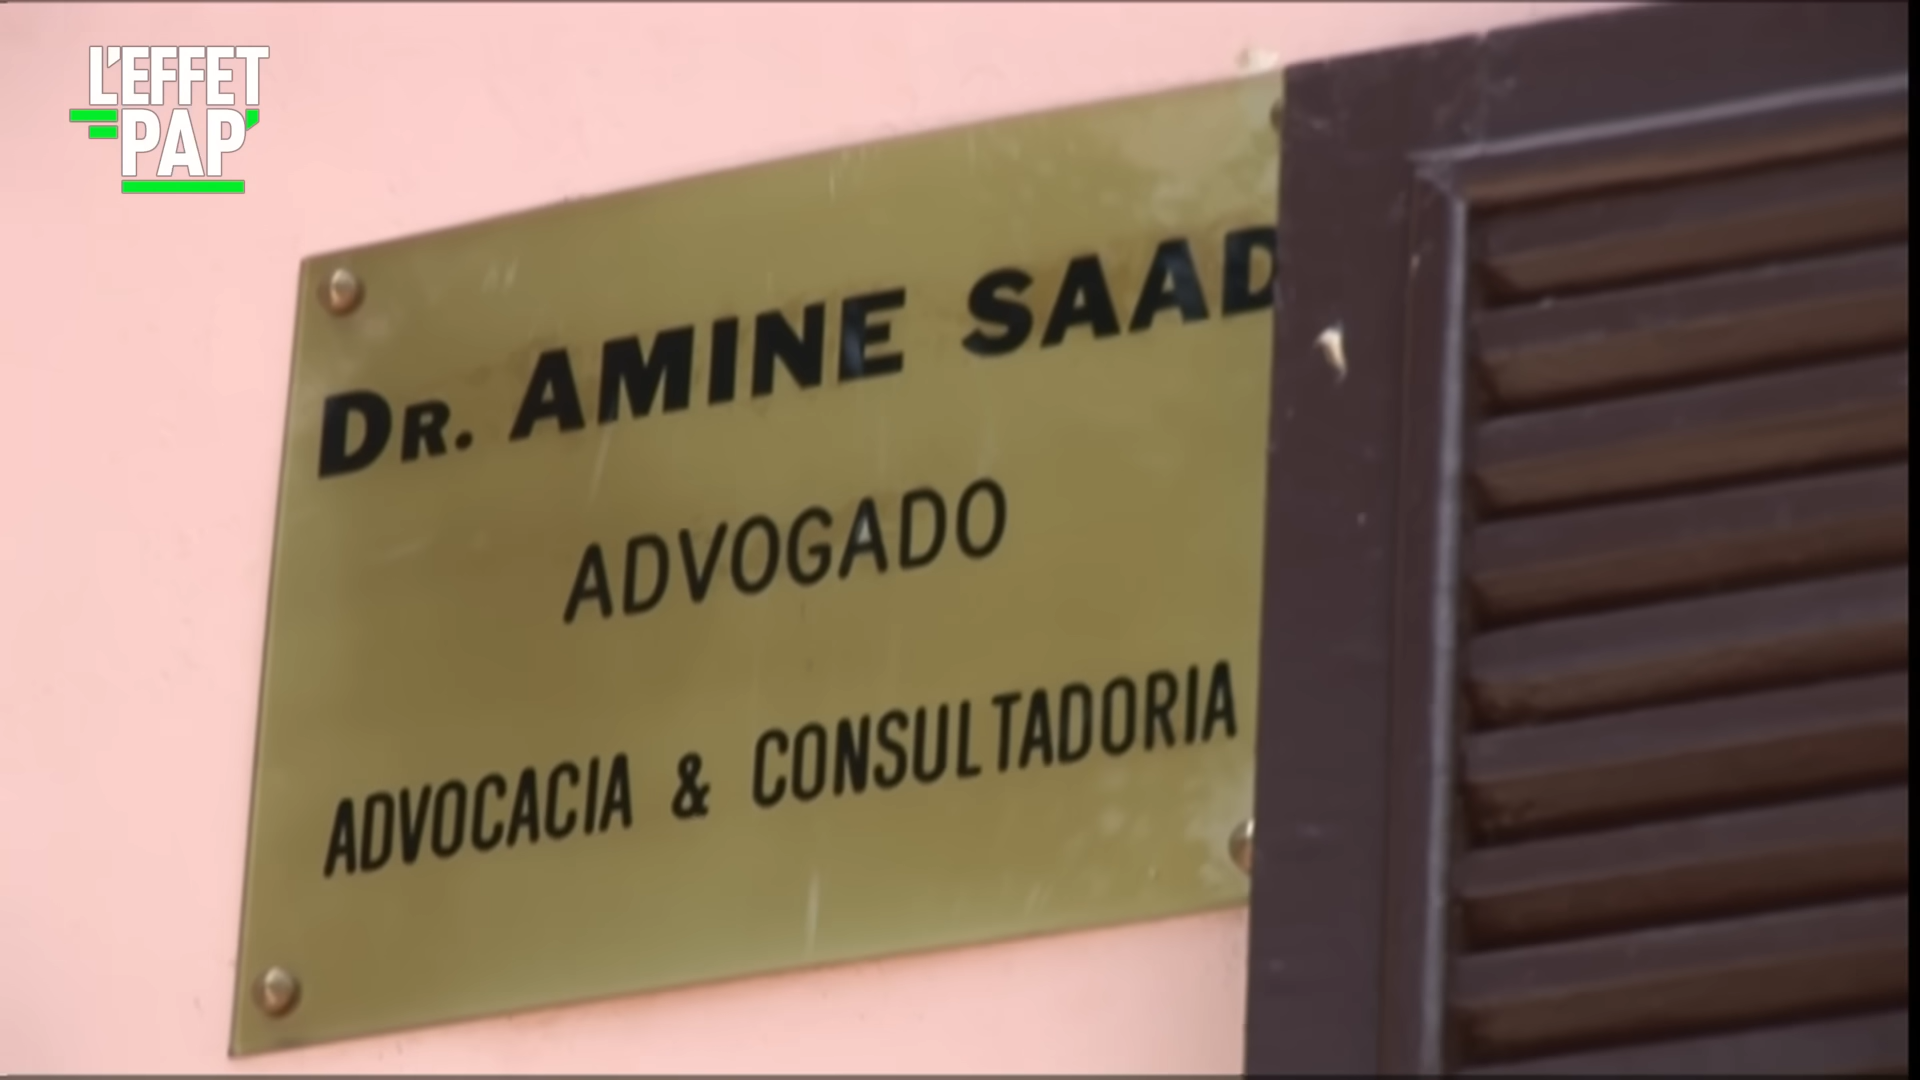 L'EFFET
PAP'
DR. AMINE SAAD
ADVOGADO
ADVOCACIA & CONSULTADORIA